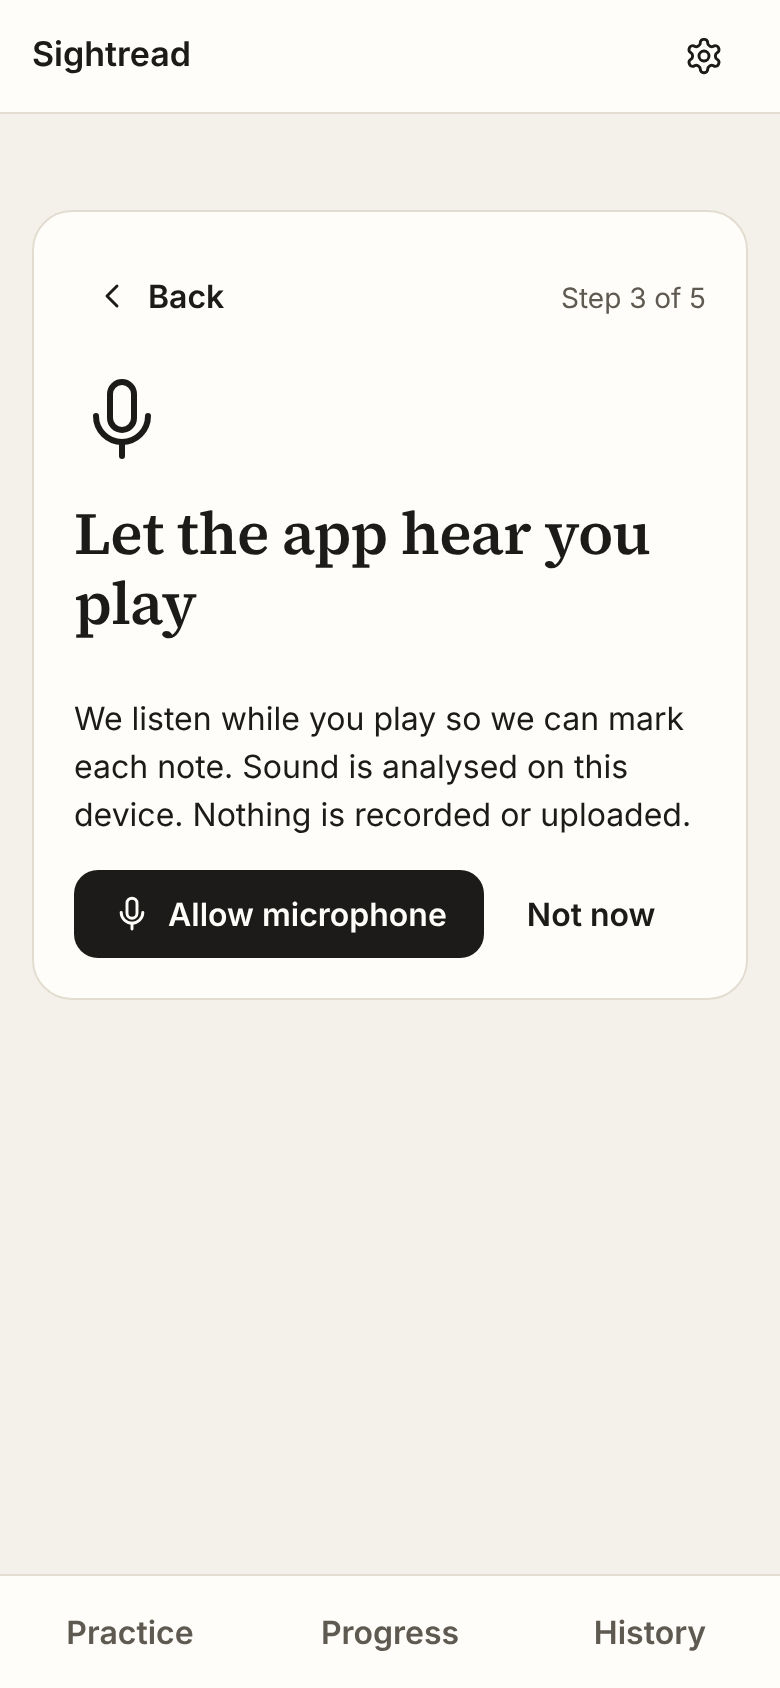 Sightread
Back
Step 3 of 5
Let the app hear you
play
We listen while you play so we can mark
each note. Sound is analysed on this
device. Nothing is recorded or uploaded.
Allow microphone
Not now
Practice
Progress
History